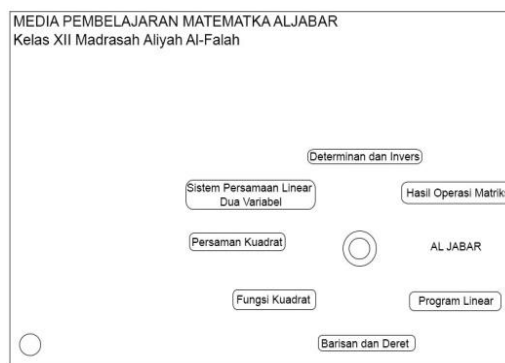 MEDIA PEMBELAJARAN MATEMATKA ALJABAR
Kelas XII Madrasah Aliyah Al-Falah
Determinan dan Invers
Sistem Persamaan Linear
Dua Variabel
Hasil Operasi Matriks
Persaman Kuadrat
AL JABAR
Fungsi Kuadrat
Program Linear
Barisan dan Deret